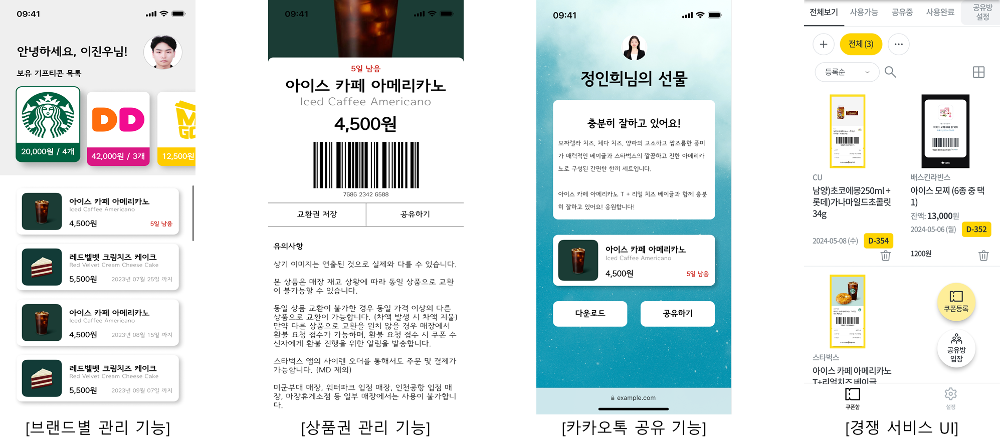 09:41
안녕하세요, 이진우님!
보유 기프티콘 목록
DD
M
GO
20,000원 / 4개
42,000원 / 3개
12,500원
아이스 카페 아메리카노
Iced Caffee Americano
4,500원
5일 남음
레드벨벳 크림치즈 케이크
Red Velvet Cream Cheese Cake
5,500원
2023년 07월 25일 까지
아이스 카페 아메리카노
Iced Caffee Americano
4,500원
2023년 08월 15일 까지
레드벨벳 크림치즈 케이크
Red Velvet Cream Cheese Cake
5,500원
2023년 09월 07일 까지
[브랜드별 관리 기능]
09:41
5일 남음
아이스 카페 아메리카노
Iced Caffee Americano
4,500원
7686 2342 6588
교환권 저장
공유하기
유의사항
상기 이미지는 연출된 것으로 실제와 다를 수 있습니다.
본 상품은 매장 재고 상황에 따라 동일 상품으로 교환
이 불가능할 수 있습니다.
동일 상품 교환이 불가한 경우 동일 가격 이상의 다른
상품으로 교환이 가능합니다. (차액 발생 시 차액 지불)
만약 다른 상품으로 교환을 원치 않을 경우 매장에서
환불 요청 접수가 가능하며, 환불 요청 접수 시 쿠폰 수
신자에게 환불 진행을 위한 알림을 발송합니다.
스타벅스 앱의 사이렌 오더를 통해서도 주문 및 결제가
가능합니다. (MD 제외)
미군부대 매장, 워터파크 입점 매장, 인천공항 입점 매
장, 마장휴게소점 등 일부 매장에서는 사용이 불가합니
다.
[상품권 관리 기능]
09:41
정인희님의 선물
충분히 잘하고 있어요!
모짜렐라 치즈, 체다 치즈, 양파의 고소하고 짭조름한 풍미
가 매력적인 베이글과 스타벅스의 깔끔하고 진한 아메리카
노로 구성된 간편한 한끼 세트입니다.
아이스 카페 아메리카노 T + 리얼 치즈 베이글과 함께 충분
히 잘하고 있어요! 응원합니다!
아이스 카페 아메리카노
Iced Caffee Americano
4,500원
5일 남음
다운로드
공유하기
example.com
[카카오톡 공유 기능]
전체보기
사용가능
공유중
사용완료
공유방
설정
전체 (3)
등록순
CU
남양)초코에몽250ml +
롯데)가나마일드초콜릿
34g
2024-05-08 (수)
D-354
아이스 모찌 (6종 중 택1)
toss
배스킨라빈스
아이스 모찌 (6종 중 택
1)
잔액: 13,000원
2024-05-06 (월)
D-352
1200원
스타벅스
아이스 카페 아메리카노
T+리얼치즈 베이글
쿠폰등록
공유방
입장
쿠폰함
설정
[경쟁 서비스 UI]